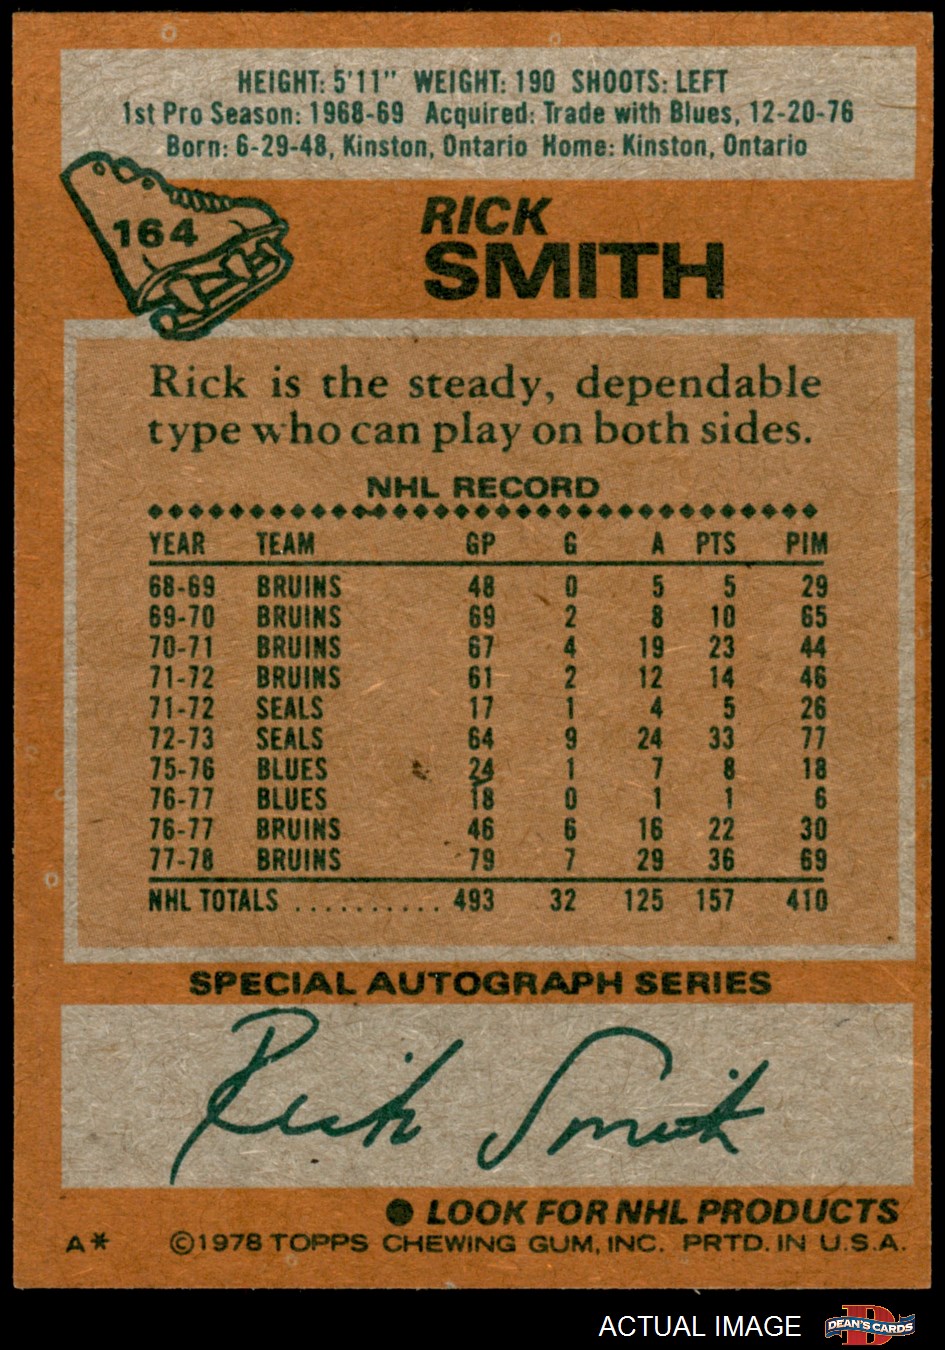 HEIGHT: 5'11" WEIGHT: 190 SHOOTS: LEFT
1st Pro Season: 1968-69 Acquired: Trade with Blues, 12-20-76
Born: 6-29-48, Kinston, Ontario Home: Kinston, Ontario
164
RICK
SMITH
Rick is the steady, dependable
type who can play on both sides.
NHL RECORD
YEAR TEAM GP G A PTS PIM
68-69 BRUINS 48 0 5 5 29
69-70 BRUINS 69 2 8 10 65
70-71 BRUINS 67 4 19 23 44
71-72 BRUINS 61 2 12 14 46
71-72 SEALS 17 1 4 5 26
72-73 SEALS 64 9 24 33 77
75-76 BLUES 24 1 7 8 18
76-77 BLUES 18 0 1 1 6
76-77 BRUINS 46 6 16 22 30
77-78 BRUINS 79 7 29 36 69
NHL TOTALS .......... 493 32 125 157 410
SPECIAL AUTOGRAPH SERIES
Rick Smith
● LOOK FOR NHL PRODUCTS
A* ©1978 TOPPS CHEWING GUM, INC. PRTD. IN U.S.A.
ACTUAL IMAGE D DEAN'S CARDS